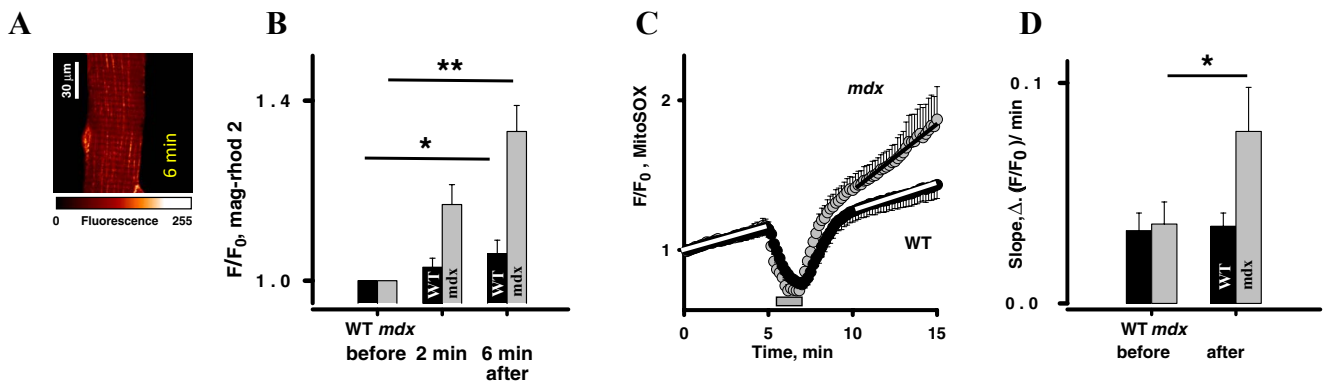 A
30 µm
6 min
0 Fluorescence 255
B
F/F0 , mag-rhod 2
1.4
1.0
**
*
WT
mdx
WT
mdx
WT mdx
before 2 min 6 min
after
C
F/F0 , MitoSOX
2
1
mdx
WT
0 5 10 15
Time, min
D
Slope,Δ. (F/F0 )/ min
0.1
0.0
*
WT
mdx
WT mdx
before after